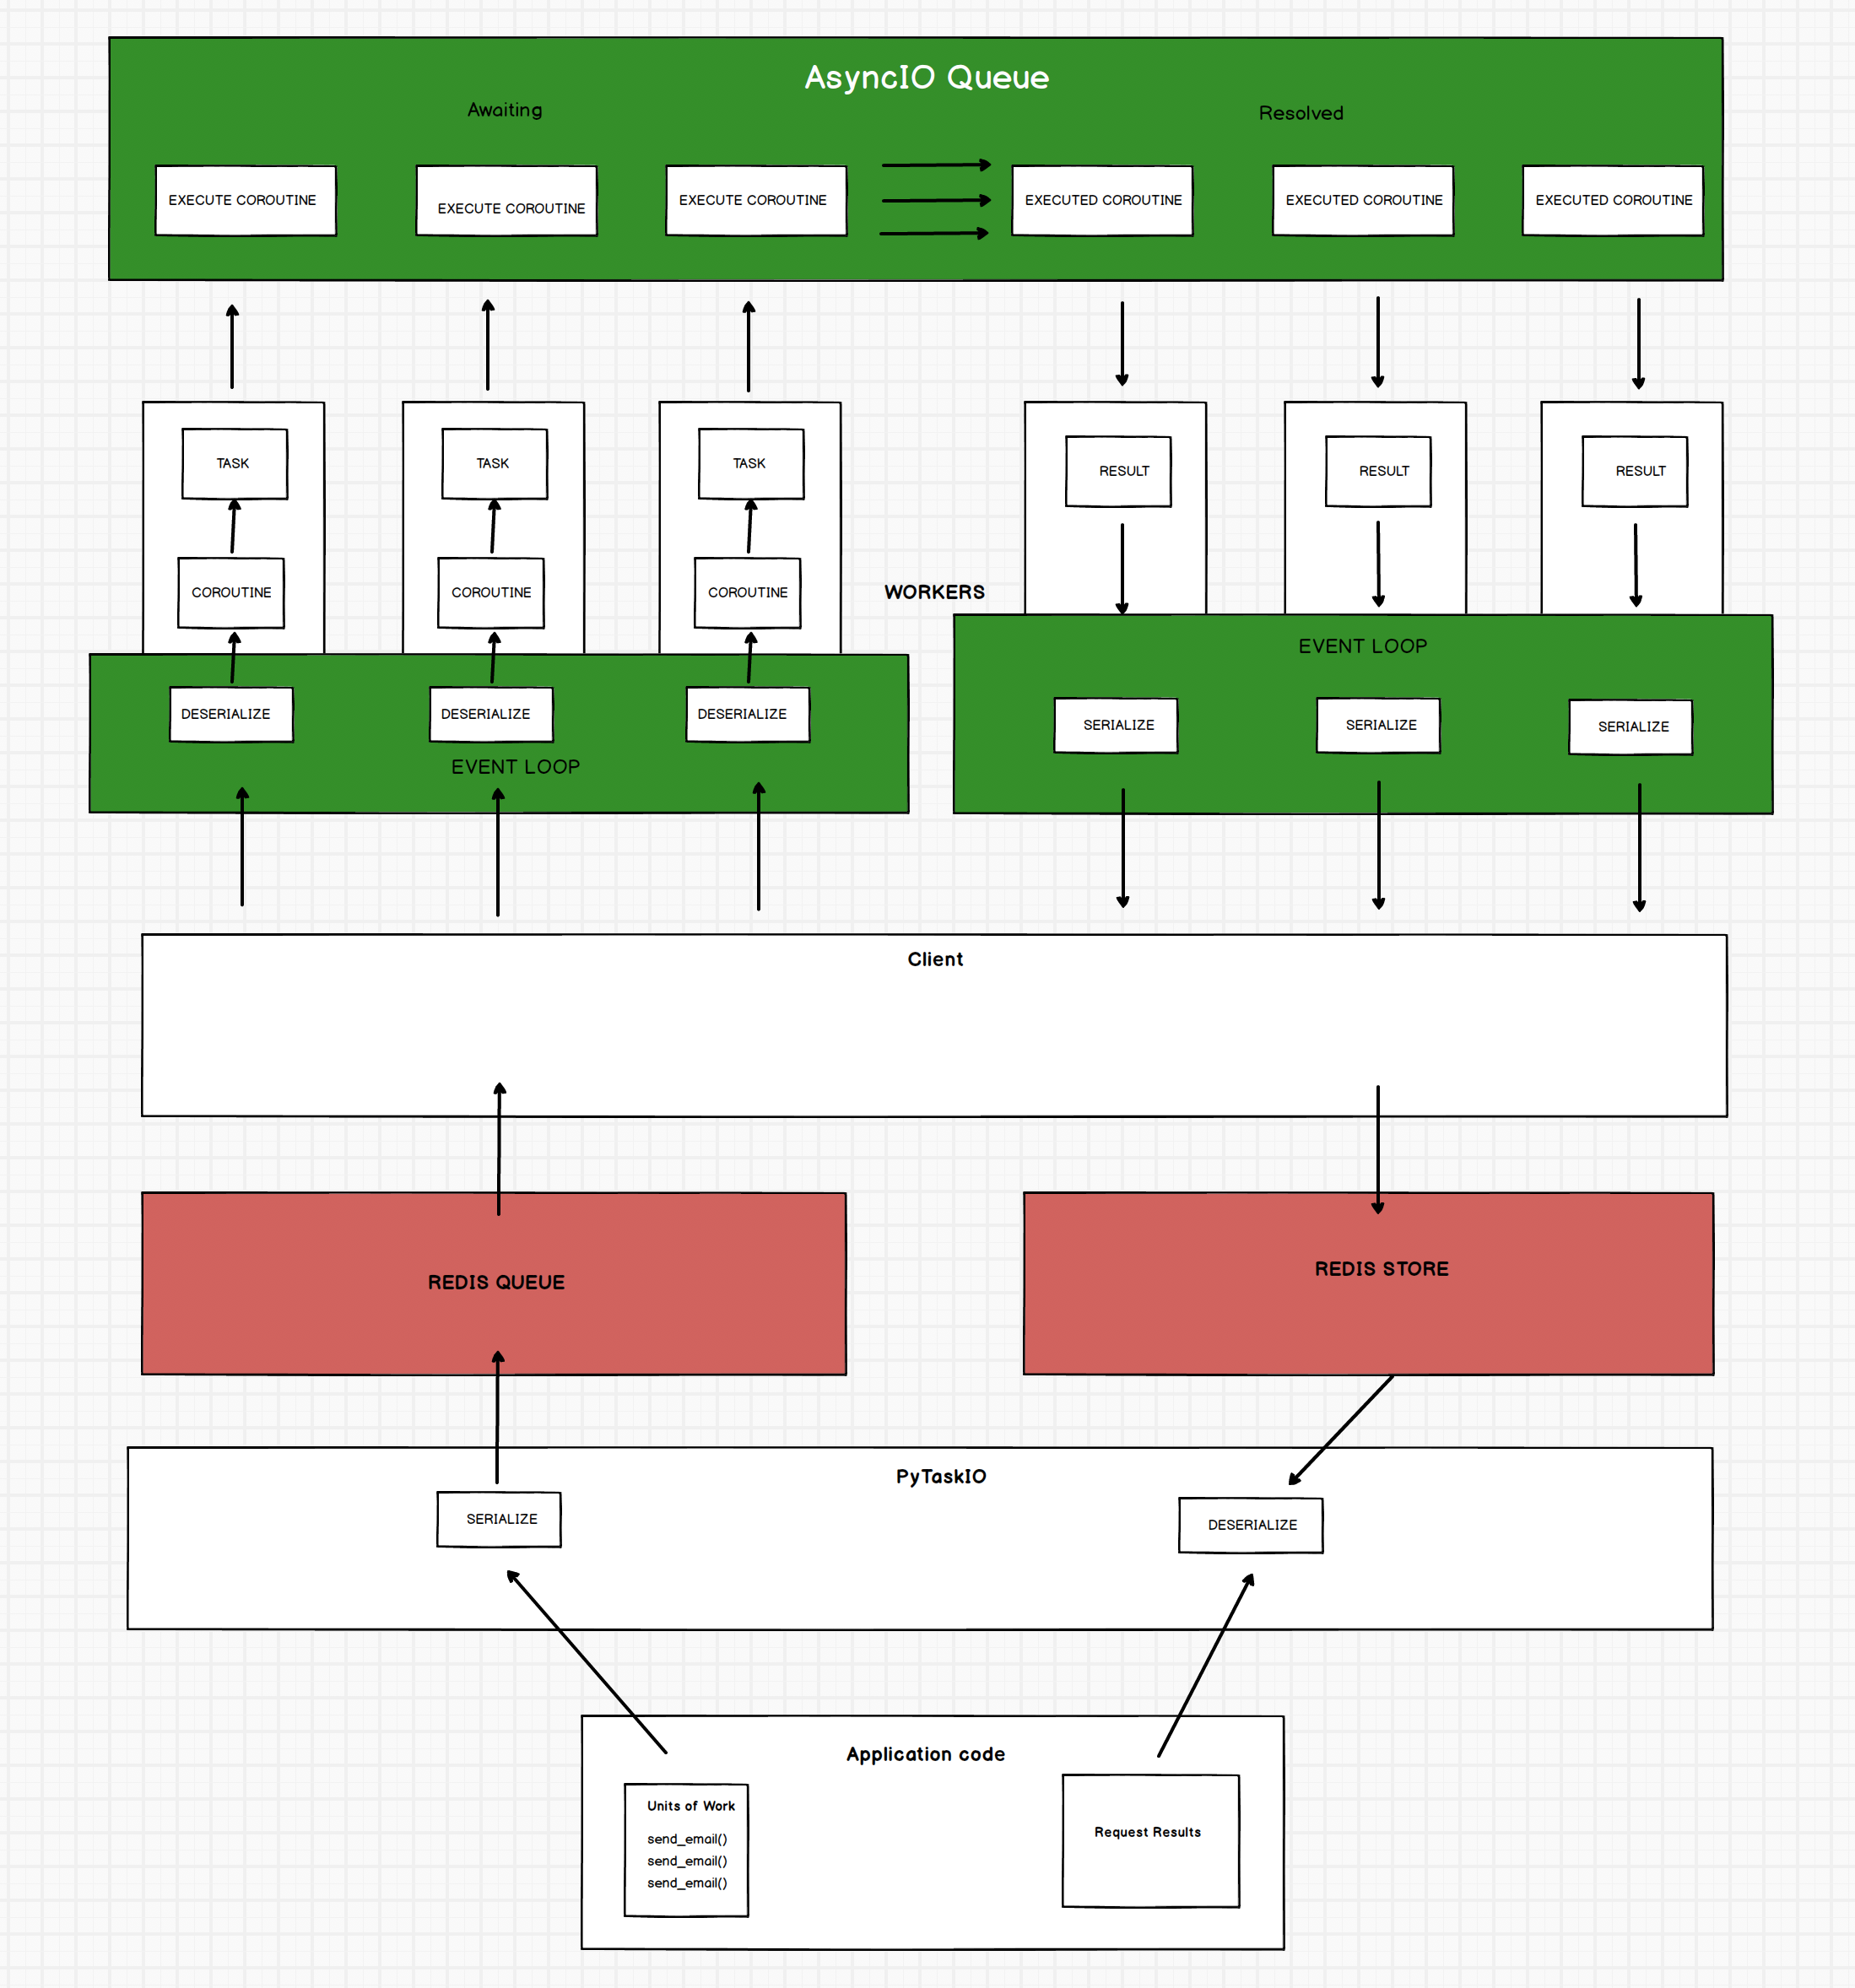 AsyncIO Queue
Awaiting
Resolved
EXECUTE COROUTINE
EXECUTE COROUTINE
EXECUTE COROUTINE
EXECUTED COROUTINE
EXECUTED COROUTINE
EXECUTED COROUTINE
TASK
TASK
TASK
RESULT
RESULT
RESULT
COROUTINE
COROUTINE
COROUTINE
WORKERS
EVENT LOOP
DESERIALIZE
DESERIALIZE
DESERIALIZE
SERIALIZE
SERIALIZE
SERIALIZE
EVENT LOOP
Client
REDIS QUEUE
REDIS STORE
PyTaskIO
SERIALIZE
DESERIALIZE
Application code
Units of Work
send_email()
send_email()
send_email()
Request Results